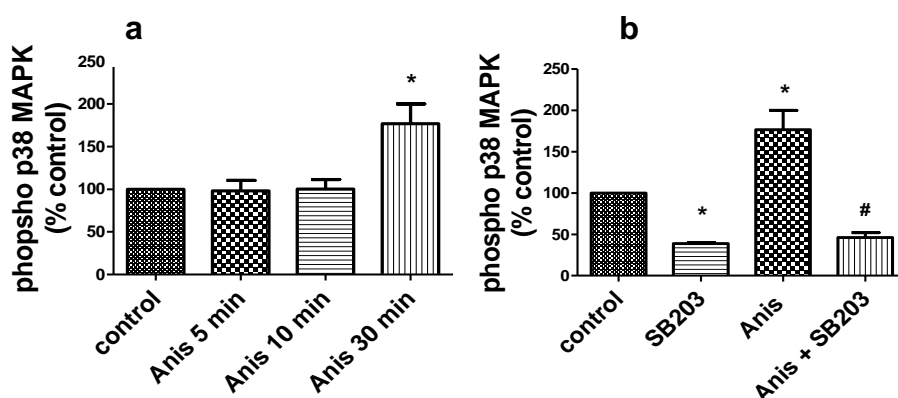 a
phopsho p38 MAPK
(% control)
250
200
150
100
50
0
*
control
Anis 5 min
Anis 10 min
Anis 30 min
b
phospho p38 MAPK
(% control)
250
200
150
100
50
0
*
*
#
control
SB203
Anis
Anis + SB203